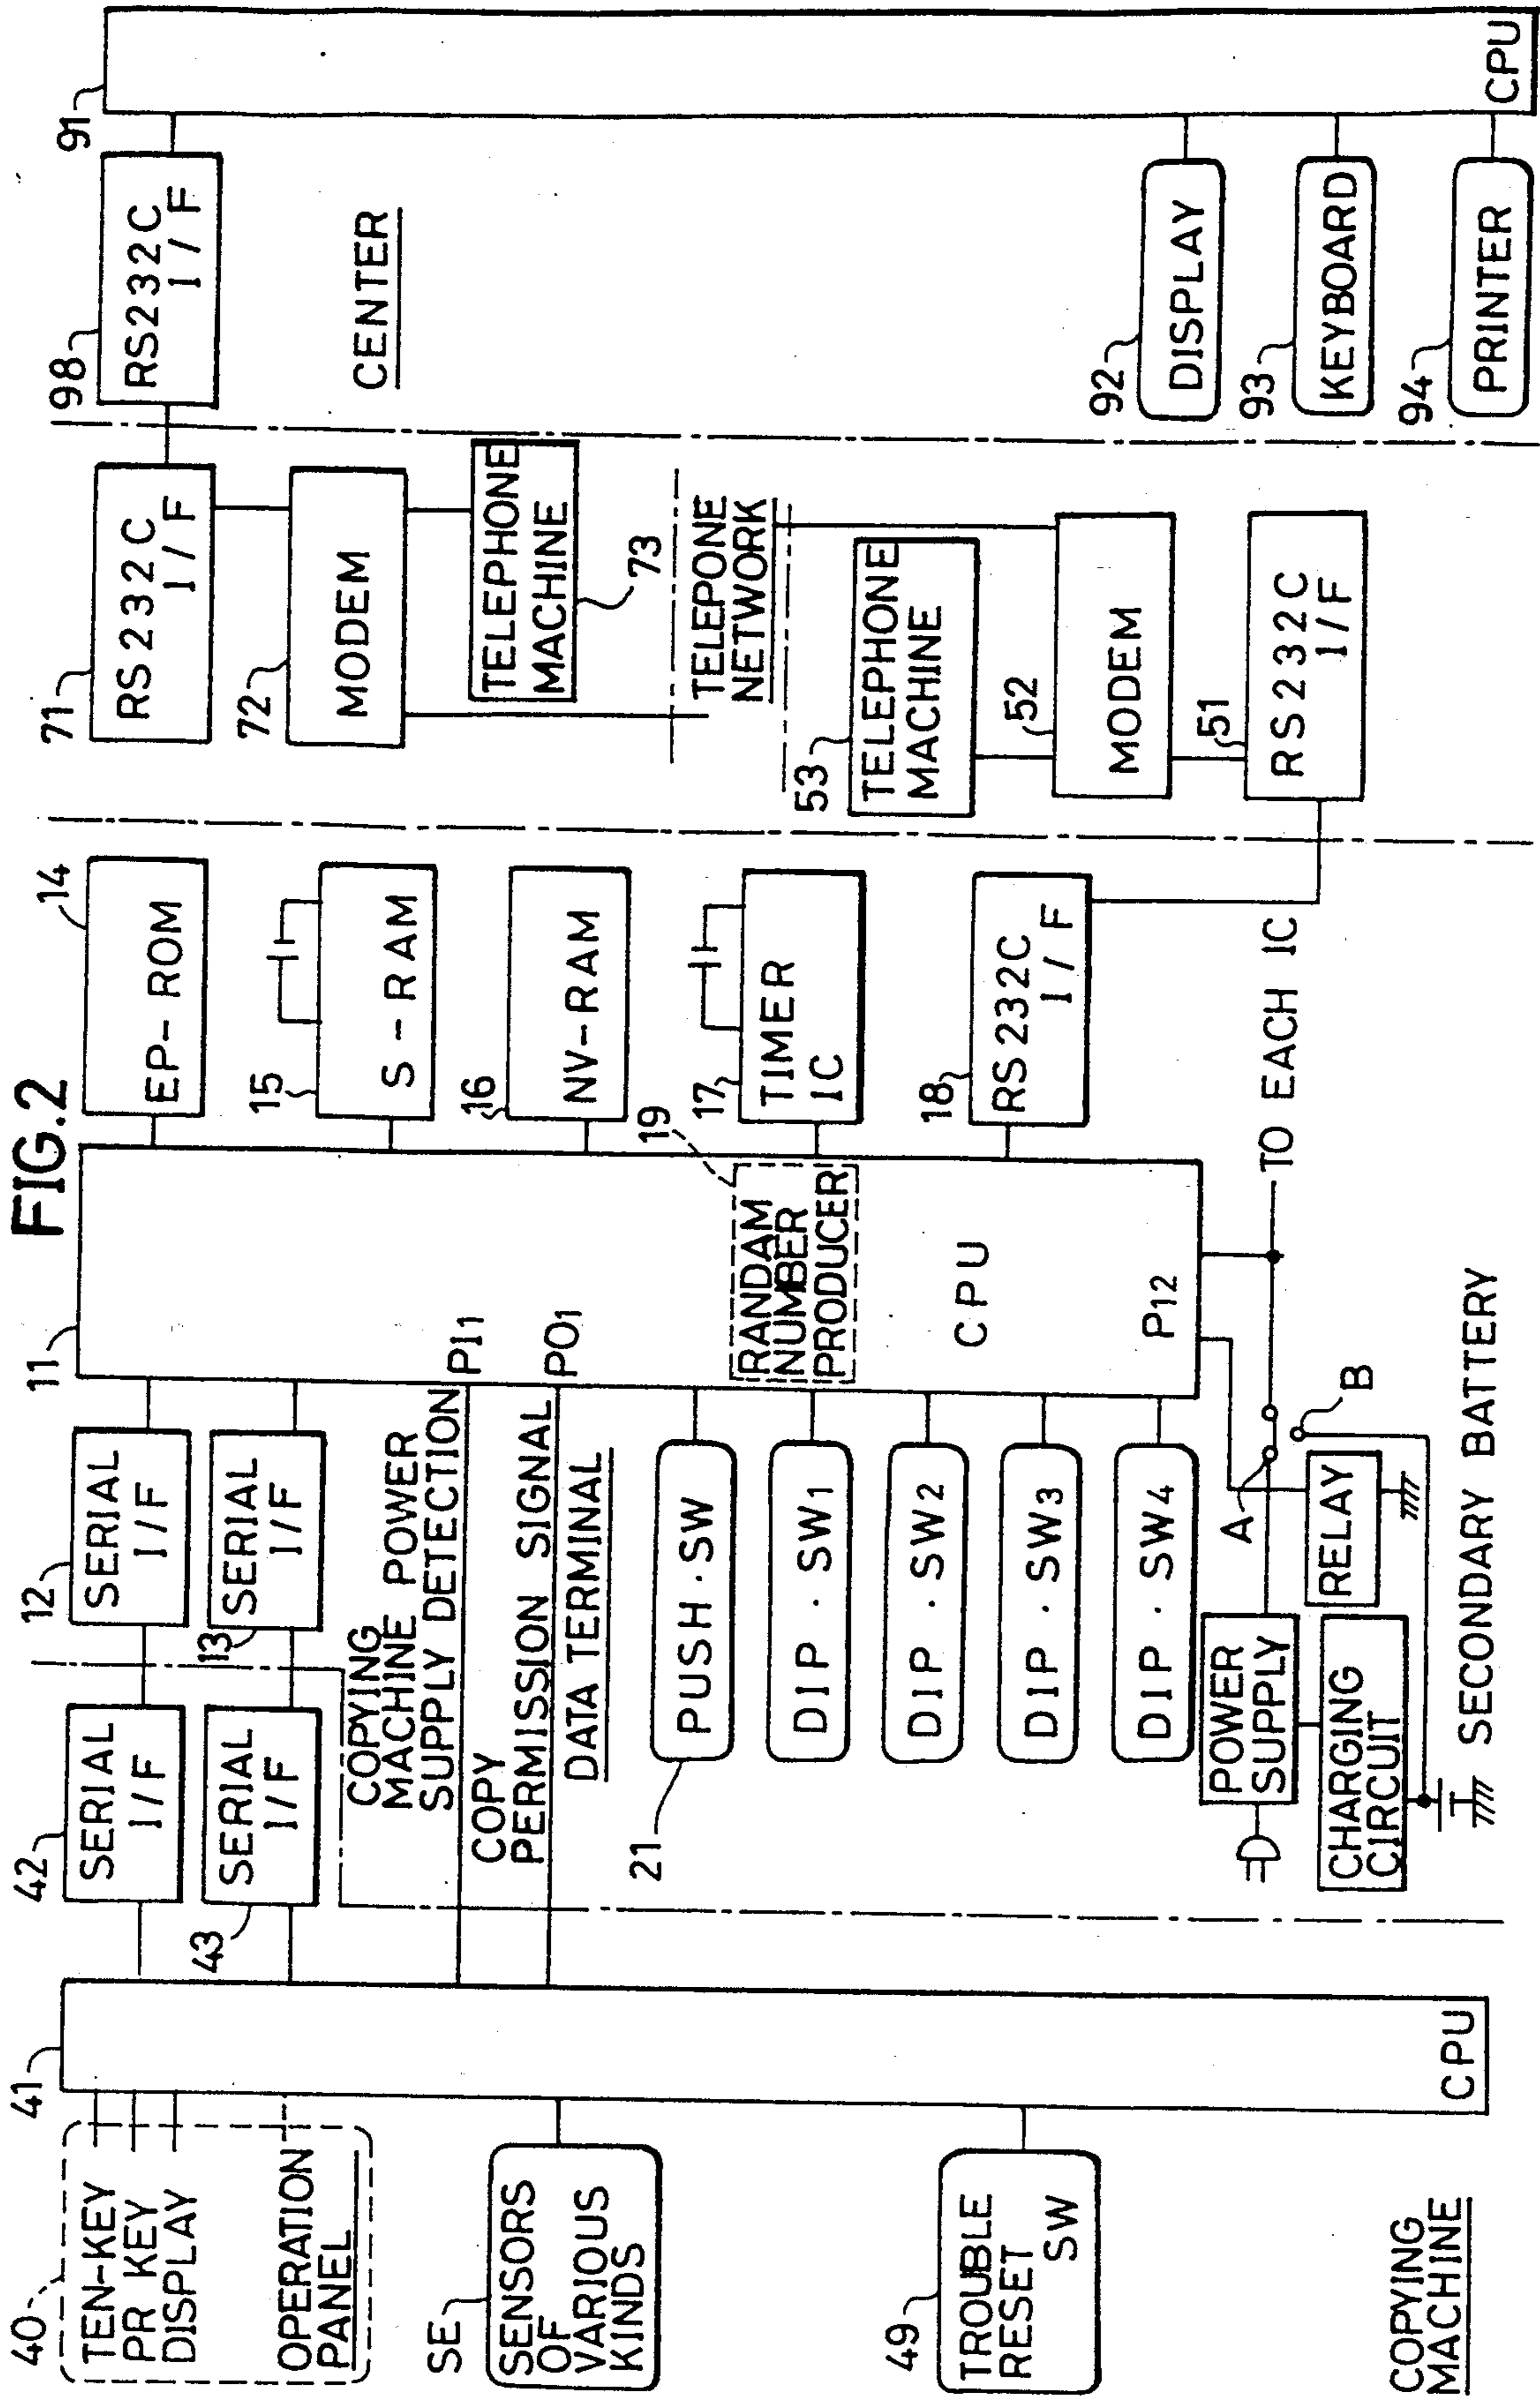 FIG.2
40
TEN-KEY
PR KEY
DISPLAY
OPERATION
PANEL
SE
SENSORS
OF
VARIOUS
KINDS
49
TROUBLE
RESET
SW
COPYING
MACHINE
41
CPU
42
SERIAL
I/F
43
SERIAL
I/F
12
SERIAL
I/F
13
SERIAL
I/F
COPYING
MACHINE POWER
SUPPLY DETECTION
COPY
PERMISSION SIGNAL
DATA TERMINAL
21
PUSH·SW
DIP·SW1
DIP·SW2
DIP·SW3
DIP·SW4
POWER
SUPPLY
CHARGING
CIRCUIT
RELAY
A
B
SECONDARY BATTERY
11
PI1
PO1
19
RANDAM
NUMBER
PRODUCER
CPU
P12
TO EACH IC
14
EP-ROM
15
S-RAM
16
NV-RAM
17
TIMER
IC
18
RS232C
I/F
71
RS232C
I/F
72
MODEM
TELEPHONE
MACHINE
73
TELEPONE
NETWORK
53
TELEPHONE
MACHINE
52
MODEM
51
RS232C
I/F
98
RS232C
I/F
CENTER
91
CPU
92
DISPLAY
93
KEYBOARD
94
PRINTER